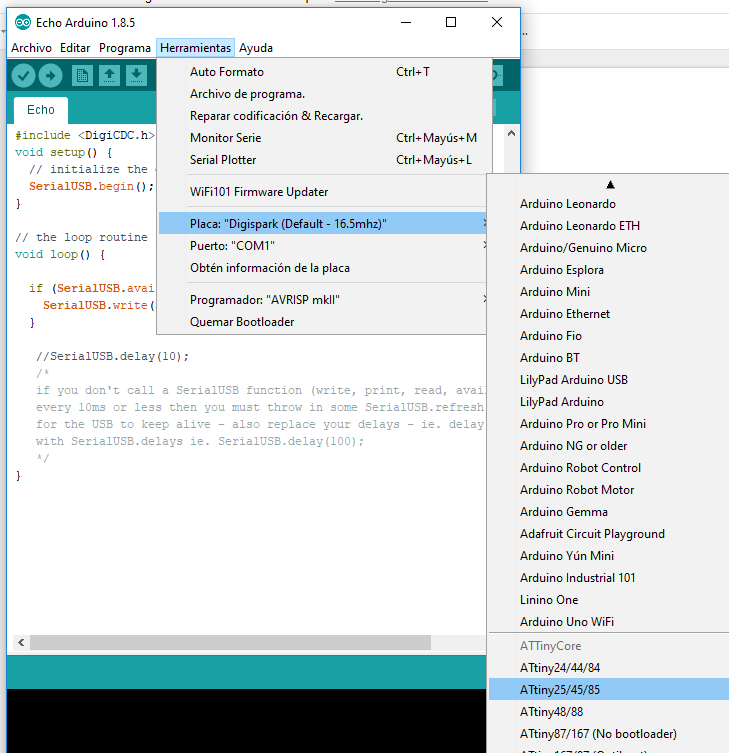 Echo Arduino 1.8.5
Archivo Editar Programa Herramientas Ayuda
Echo
#include <DigiCDC.h>
void setup() {
// initialize the
SerialUSB.begin();
}
// the loop routine
void loop() {
if (SerialUSB.avai
SerialUSB.write(
}
//SerialUSB.delay(10);
/*
if you don't call a SerialUSB function (write, print, read, avai
every 10ms or less then you must throw in some SerialUSB.refresh
for the USB to keep alive - also replace your delays - ie. delay
with SerialUSB.delays ie. SerialUSB.delay(100);
*/
}
Auto Formato Ctrl+T
Archivar de programa.
Reparar codificación & Recargar.
Monitor Serie Ctrl+Mayús+M
Serial Plotter Ctrl+Mayús+L
WiFi101 Firmware Updater
Placa: "Digispark (Default - 16.5mhz)"
Puerto: "COM1"
Obtén información de la placa
Programador: "AVRISP mkII"
Quemar Bootloader
Arduino Leonardo
Arduino Leonardo ETH
Arduino/Genuino Micro
Arduino Esplora
Arduino Mini
Arduino Ethernet
Arduino Fio
Arduino BT
LilyPad Arduino USB
LilyPad Arduino
Arduino Pro or Pro Mini
Arduino NG or older
Arduino Robot Control
Arduino Robot Motor
Arduino Gemma
Adafruit Circuit Playground
Arduino Yún Mini
Arduino Industrial 101
Linino One
Arduino Uno WiFi
ATTinyCore
ATtiny24/44/84
ATtiny25/45/85
ATtiny48/88
ATtiny87/167 (No bootloader)